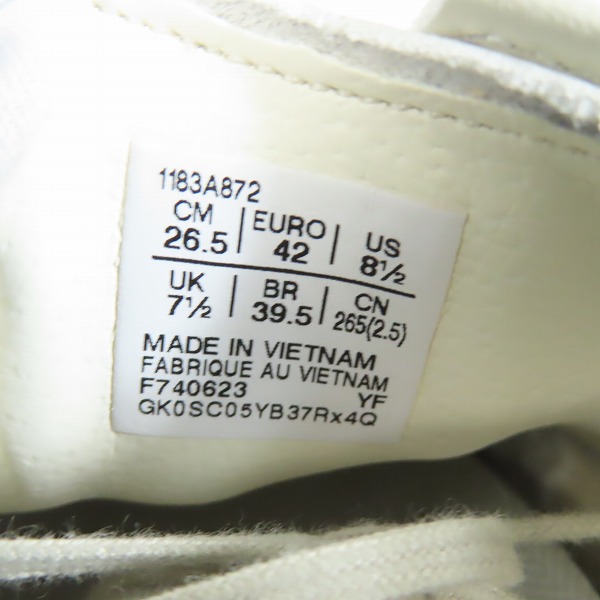 1183A872
CM EURO US
26.5 42 8½
UK BR CN
7½ 39.5 265(2.5)
MADE IN VIETNAM
FABRIQUE AU VIETNAM
F740623 YF
GK0SC05YB37Rx4Q